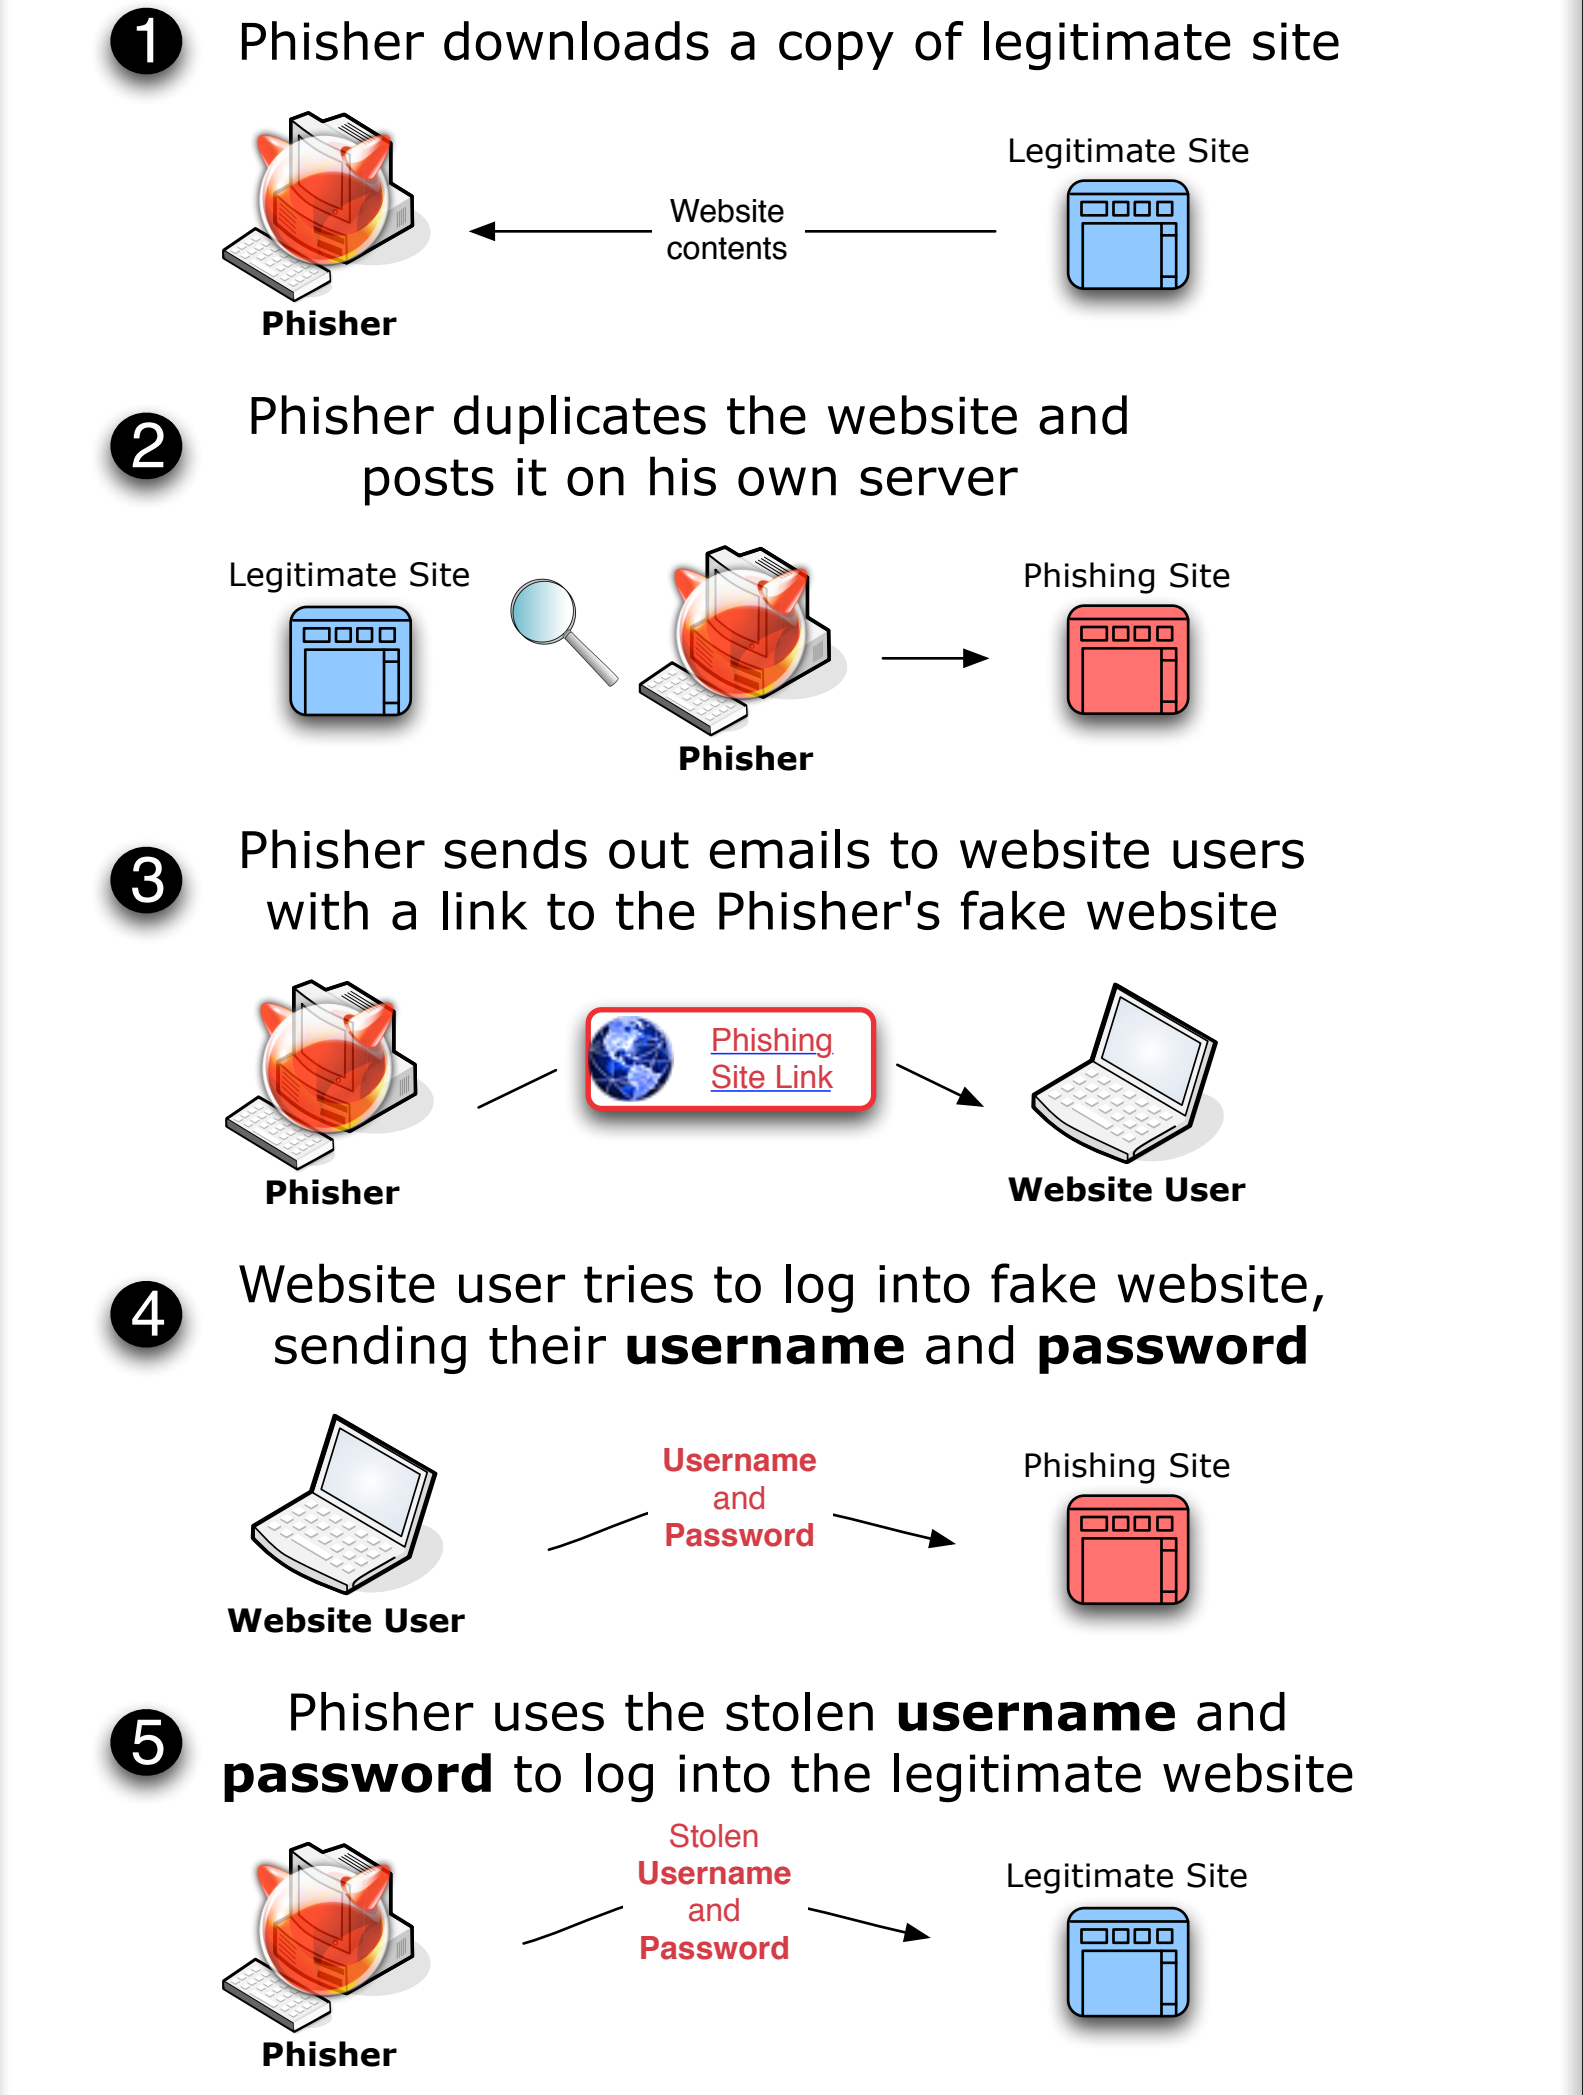 1
Phisher downloads a copy of legitimate site
Legitimate Site
Website
contents
Phisher
2
Phisher duplicates the website and
posts it on his own server
Legitimate Site
Phishing Site
Phisher
3
Phisher sends out emails to website users
with a link to the Phisher's fake website
Phishing
Site Link
Phisher
Website User
4
Website user tries to log into fake website,
sending their username and password
Username
and
Password
Phishing Site
Website User
5
Phisher uses the stolen username and
password to log into the legitimate website
Stolen
Username
and
Password
Legitimate Site
Phisher